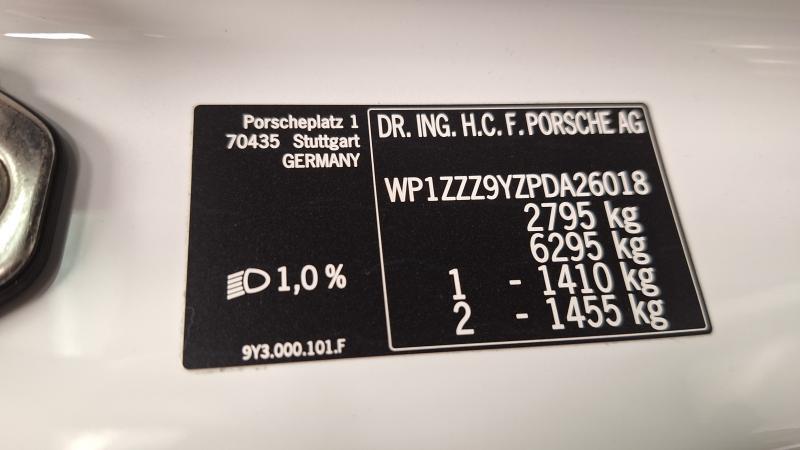 Porscheplatz 1
70435 Stuttgart
GERMANY
1,0 %
9Y3.000.101.F
DR. ING. H.C. F. PORSCHE AG
WP1ZZZ9YZPDA26018
2795 kg
6295 kg
1 - 1410 kg
2 - 1455 kg